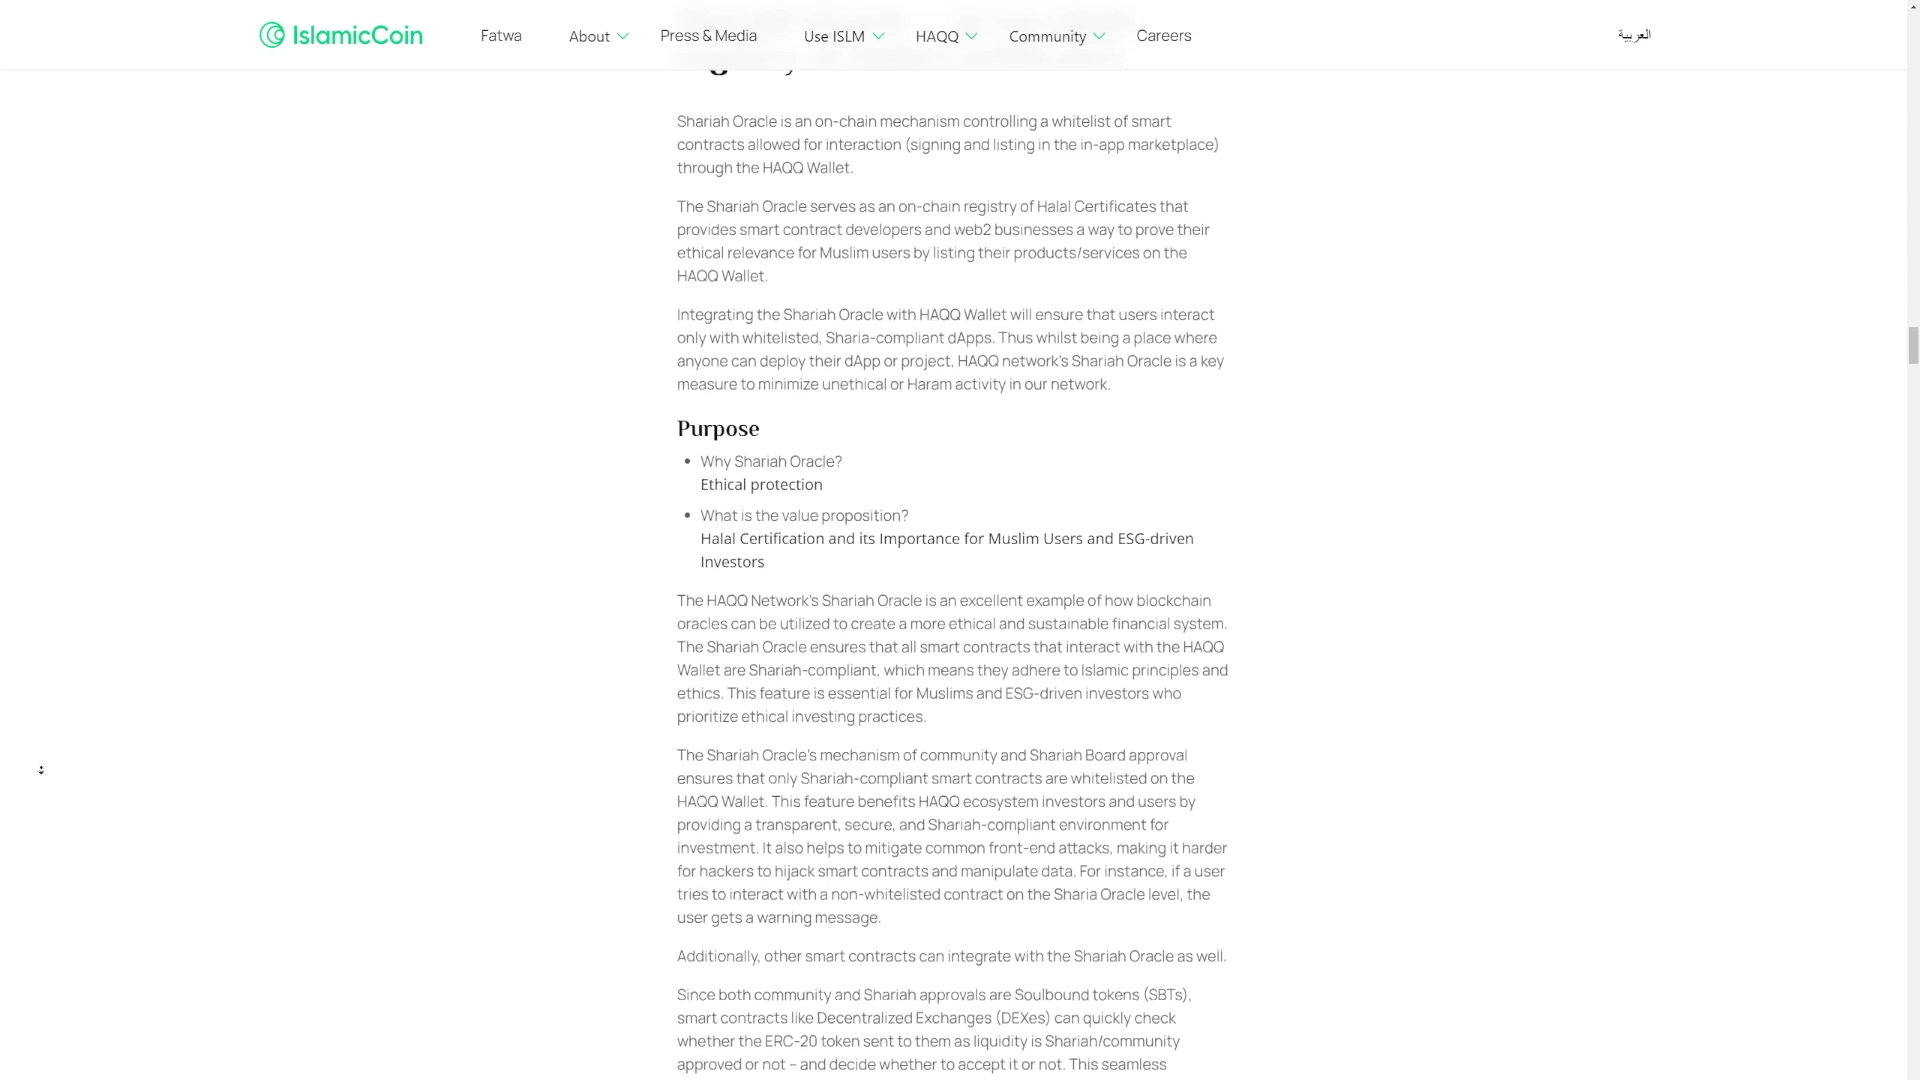 IslamicCoin
Fatwa
About
Press & Media
Use ISLM
HAQQ
Community
Careers
العربية
Shariah Oracle is an on-chain mechanism controlling a whitelist of smart
contracts allowed for interaction (signing and listing in the in-app marketplace)
through the HAQQ Wallet.
The Shariah Oracle serves as an on-chain registry of Halal Certificates that
provides smart contract developers and web2 businesses a way to prove their
ethical relevance for Muslim users by listing their products/services on the
HAQQ Wallet.
Integrating the Shariah Oracle with HAQQ Wallet will ensure that users interact
only with whitelisted, Sharia-compliant dApps. Thus whilst being a place where
anyone can deploy their dApp or project, HAQQ network's Shariah Oracle is a key
measure to minimize unethical or Haram activity in our network.
Purpose
• Why Shariah Oracle?
Ethical protection
• What is the value proposition?
Halal Certification and its Importance for Muslim Users and ESG-driven
Investors
The HAQQ Network's Shariah Oracle is an excellent example of how blockchain
oracles can be utilized to create a more ethical and sustainable financial system.
The Shariah Oracle ensures that all smart contracts that interact with the HAQQ
Wallet are Shariah-compliant, which means they adhere to Islamic principles and
ethics. This feature is essential for Muslims and ESG-driven investors who
prioritize ethical investing practices.
The Shariah Oracle's mechanism of community and Shariah Board approval
ensures that only Shariah-compliant smart contracts are whitelisted on the
HAQQ Wallet. This feature benefits HAQQ ecosystem investors and users by
providing a transparent, secure, and Shariah-compliant environment for
investment. It also helps to mitigate common front-end attacks, making it harder
for hackers to hijack smart contracts and manipulate data. For instance, if a user
tries to interact with a non-whitelisted contract on the Sharia Oracle level, the
user gets a warning message.
Additionally, other smart contracts can integrate with the Shariah Oracle as well.
Since both community and Shariah approvals are Soulbound tokens (SBTs),
smart contracts like Decentralized Exchanges (DEXes) can quickly check
whether the ERC-20 token sent to them as liquidity is Shariah/community
approved or not – and decide whether to accept it or not. This seamless